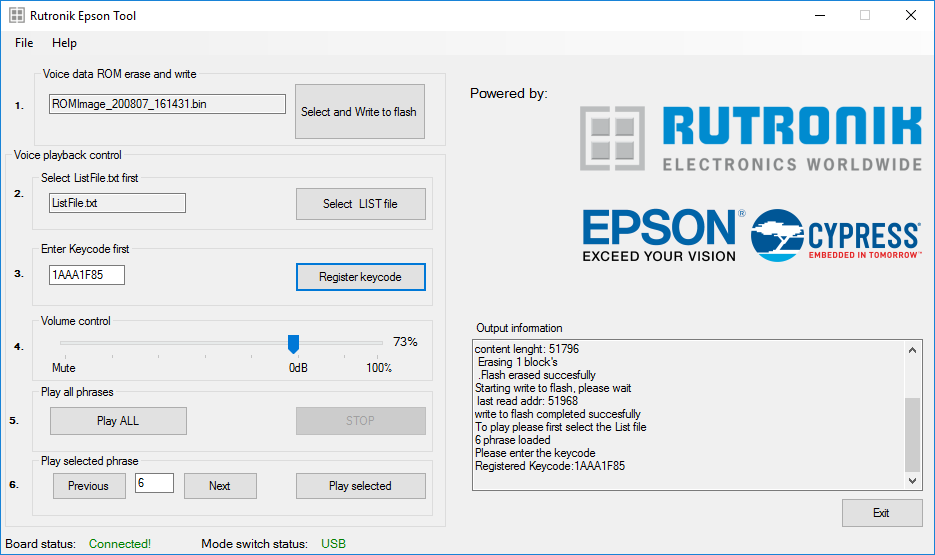 Rutronik Epson Tool
File Help
Voice data ROM erase and write
1. ROMImage_200807_161431.bin Select and Write to flash
Voice playback control
Select ListFile.txt first
2. ListFile.txt Select LIST file
Enter Keycode first
3. 1AAA1F85 Register keycode
Volume control
4. 73%
Mute 0dB 100%
Play all phrases
5. Play ALL STOP
Play selected phrase
6. Previous 6 Next Play selected
Board status: Connected! Mode switch status: USB
Powered by:
RUTRONIK
ELECTRONICS WORLDWIDE
EPSON®
EXCEED YOUR VISION
CYPRESS
EMBEDDED IN TOMORROW™
Output information
content lenght: 51796
Erasing 1 block's
.Flash erased succesfully
Starting write to flash, please wait
last read addr: 51968
write to flash completed succesfully
To play please first select the List file
6 phrase loaded
Please enter the keycode
Registered Keycode:1AAA1F85
Exit